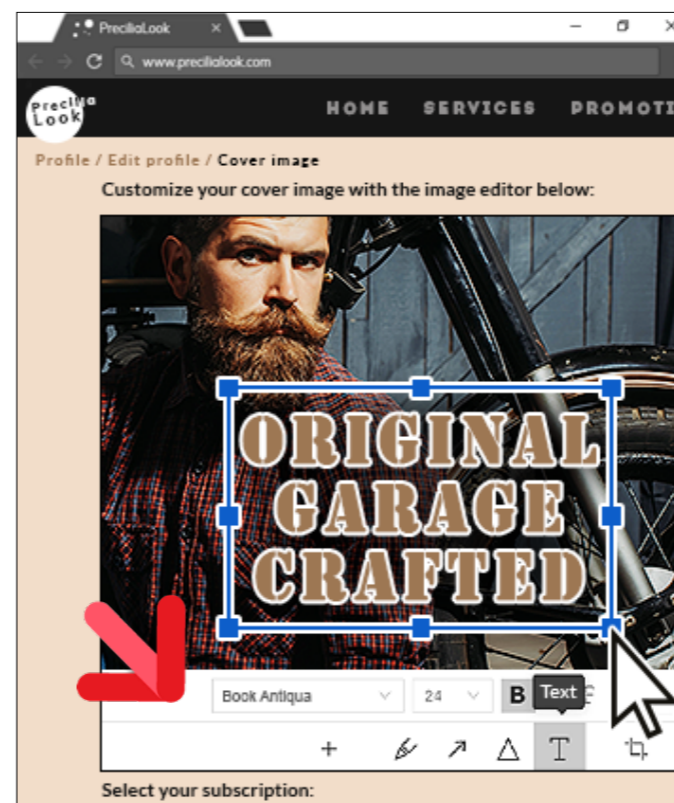 PreciliaLook
www.precilialook.com
Precilia
Look
HOME SERVICES PROMOTI
Profile / Edit profile / Cover image
Customize your cover image with the image editor below:
ORIGINAL
GARAGE
CRAFTED
Book Antiqua 24 B Text
T
Select your subscription: